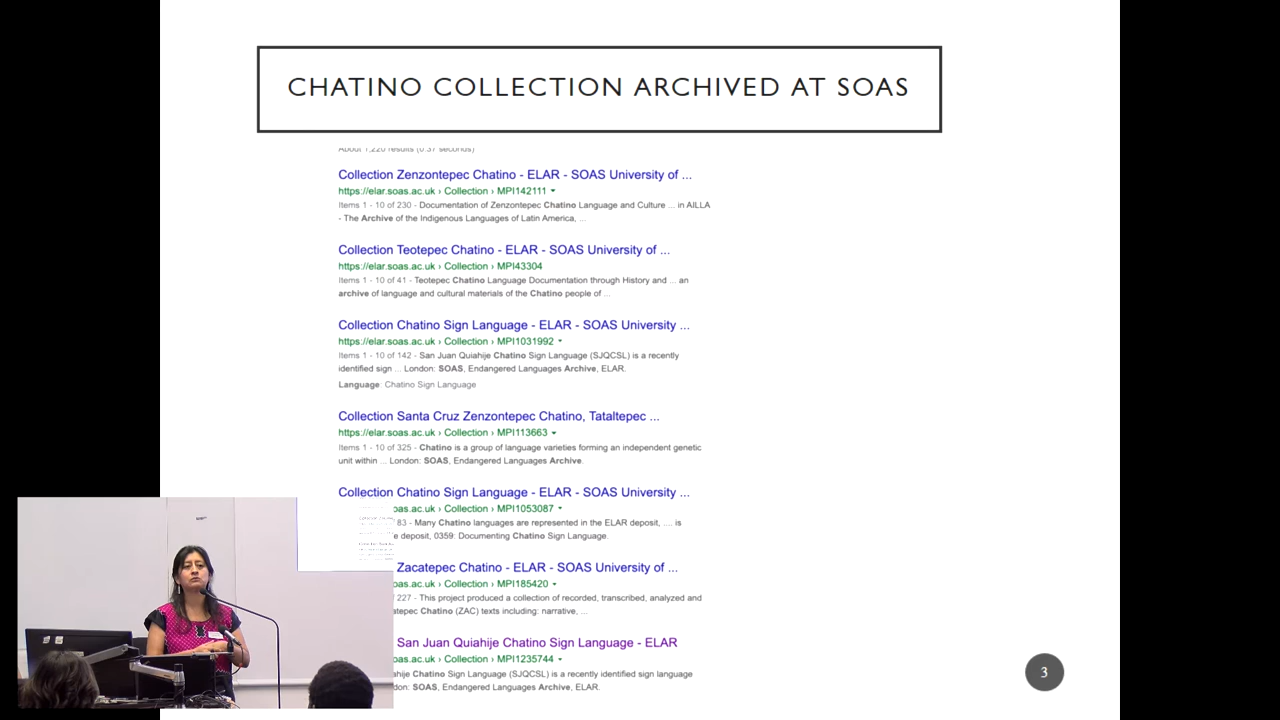 CHATINO COLLECTION ARCHIVED AT SOAS
About 1,220 results (0.37 seconds)
Collection Zenzontepec Chatino - ELAR - SOAS University of ...
https://elar.soas.ac.uk › Collection › MPI142111
Items 1 - 10 of 230 - Documentation of Zenzontepec Chatino Language and Culture ... in AILLA
- The Archive of the Indigenous Languages of Latin America, ...
Collection Teotepec Chatino - ELAR - SOAS University of ...
https://elar.soas.ac.uk › Collection › MPI43304
Items 1 - 10 of 41 - Teotepec Chatino Language Documentation through History and ... an
archive of language and cultural materials of the Chatino people of ...
Collection Chatino Sign Language - ELAR - SOAS University ...
https://elar.soas.ac.uk › Collection › MPI1031992
Items 1 - 10 of 142 - San Juan Quiahije Chatino Sign Language (SJQCSL) is a recently
identified sign ... London: SOAS, Endangered Languages Archive, ELAR.
Language: Chatino Sign Language
Collection Santa Cruz Zenzontepec Chatino, Tataltepec ...
https://elar.soas.ac.uk › Collection › MPI113663
Items 1 - 10 of 325 - Chatino is a group of language varieties forming an independent genetic
unit within ... London: SOAS, Endangered Languages Archive.
Collection Chatino Sign Language - ELAR - SOAS University ...
oas.ac.uk › Collection › MPI1053087
83 - Many Chatino languages are represented in the ELAR deposit, .... is
e deposit, 0359: Documenting Chatino Sign Language.
Zacatepec Chatino - ELAR - SOAS University of ...
oas.ac.uk › Collection › MPI185420
227 - This project produced a collection of recorded, transcribed, analyzed and
atepec Chatino (ZAC) texts including: narrative, ...
San Juan Quiahije Chatino Sign Language - ELAR
oas.ac.uk › Collection › MPI1235744
ahije Chatino Sign Language (SJQCSL) is a recently identified sign language
don: SOAS, Endangered Languages Archive, ELAR.
3